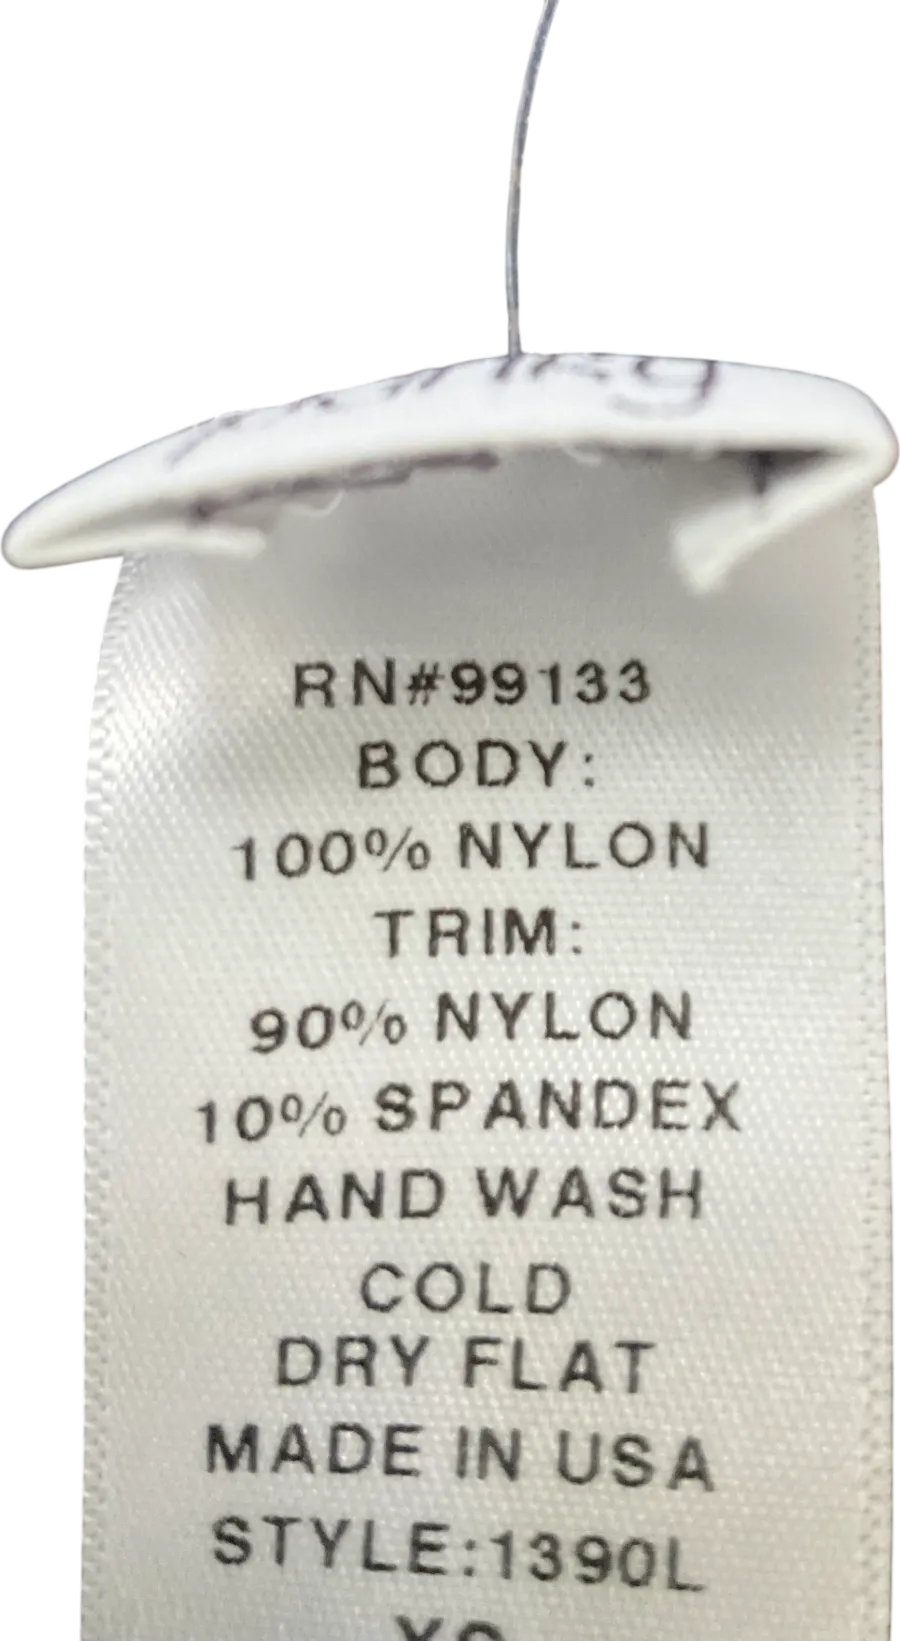 RN#99133
BODY:
100% NYLON
TRIM:
90% NYLON
10% SPANDEX
HAND WASH
COLD
DRY FLAT
MADE IN USA
STYLE:1390L